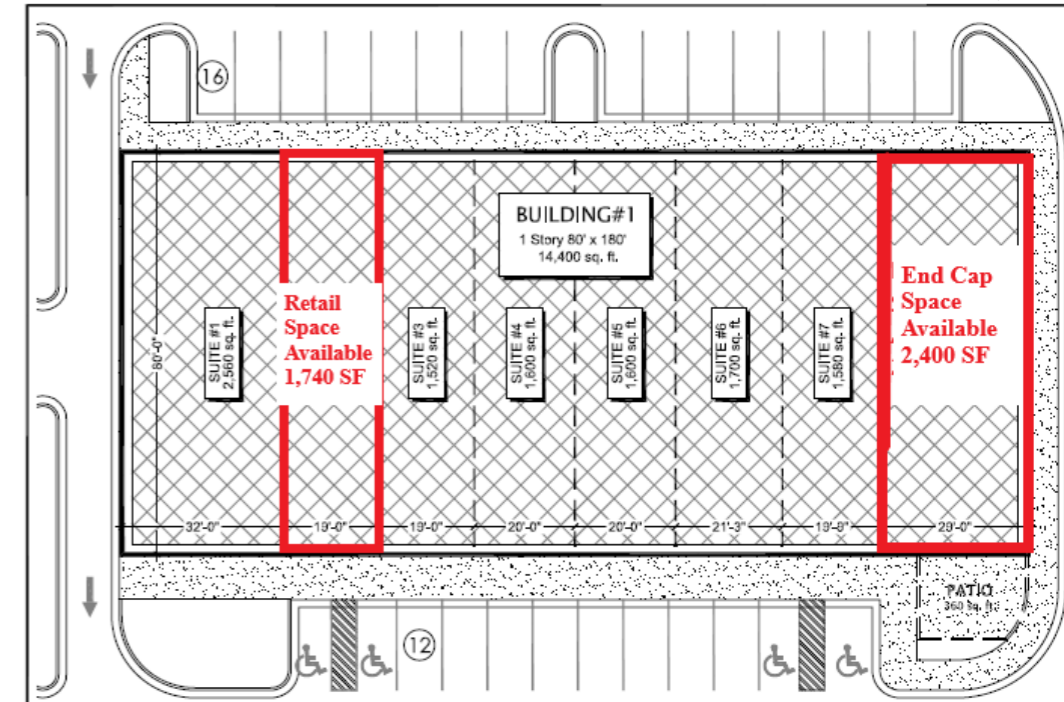 16
BUILDING#1
1 Story 80' x 180'
14,400 sq. ft.
80'-0"
SUITE #1
2,560 sq. ft.
Retail
Space
Available
1,740 SF
SUITE #3
1,520 sq. ft.
SUITE #4
1,600 sq. ft.
SUITE #5
1,600 sq. ft.
SUITE #6
1,700 sq. ft.
SUITE #7
1,580 sq. ft.
End Cap
Space
Available
2,400 SF
32'-0" 19'-0" 19'-0" 20'-0" 20'-0" 21'-3" 19'-9" 29'-0"
PATIO
360 sq. ft.
12